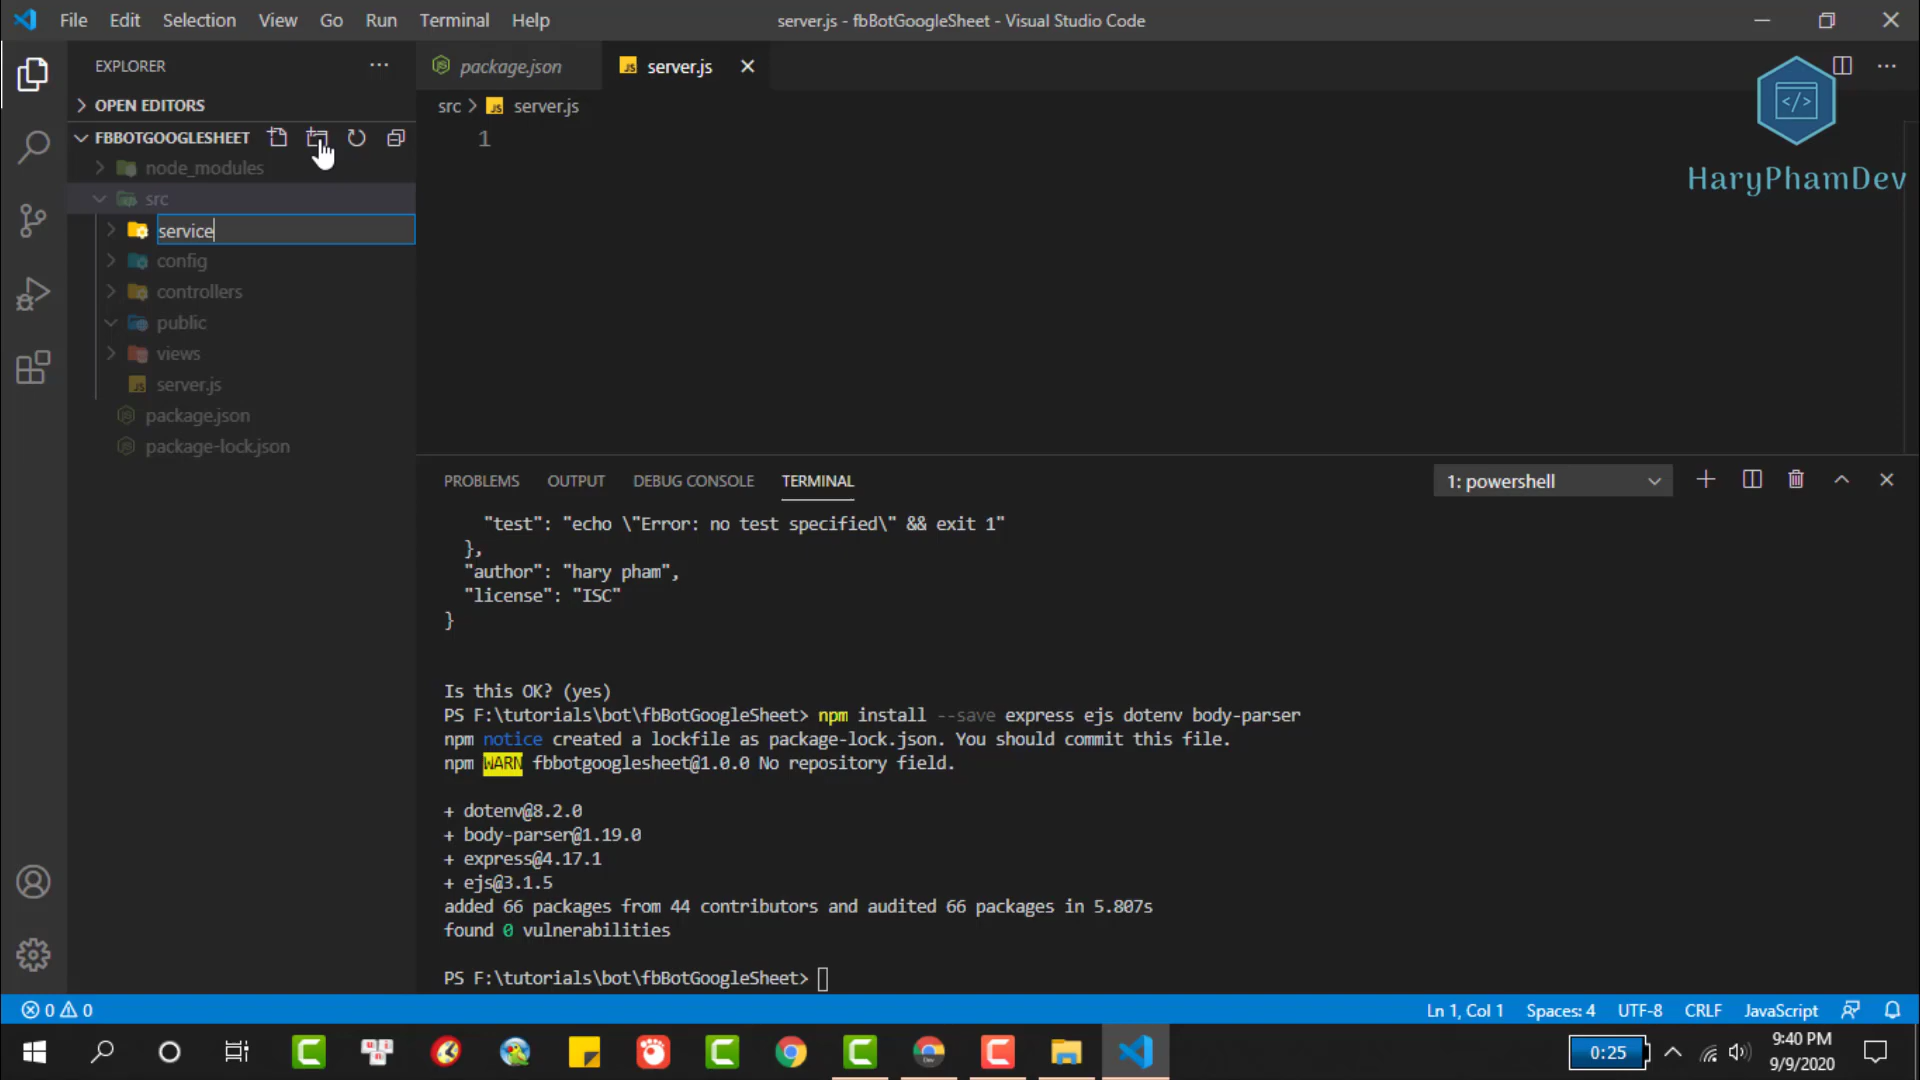 File Edit Selection View Go Run Terminal Help
server.js - fbBotGoogleSheet - Visual Studio Code
EXPLORER
OPEN EDITORS
FBBOTGOOGLESHEET
node_modules
src
service
config
controllers
public
views
server.js
package.json
package-lock.json
package.json
JS server.js
src > JS server.js
1
</>
HaryPhamDev
PROBLEMS OUTPUT DEBUG CONSOLE TERMINAL
1: powershell
"test": "echo \"Error: no test specified\" && exit 1"
},
"author": "hary pham",
"license": "ISC"
}
Is this OK? (yes)
PS F:\tutorials\bot\fbBotGoogleSheet> npm install --save express ejs dotenv body-parser
npm notice created a lockfile as package-lock.json. You should commit this file.
npm WARN fbbotgooglesheet@1.0.0 No repository field.
+ dotenv@8.2.0
+ body-parser@1.19.0
+ express@4.17.1
+ ejs@3.1.5
added 66 packages from 44 contributors and audited 66 packages in 5.807s
found 0 vulnerabilities
PS F:\tutorials\bot\fbBotGoogleSheet>
0 0
Ln 1, Col 1 Spaces: 4 UTF-8 CRLF JavaScript
0:25
9:40 PM
9/9/2020